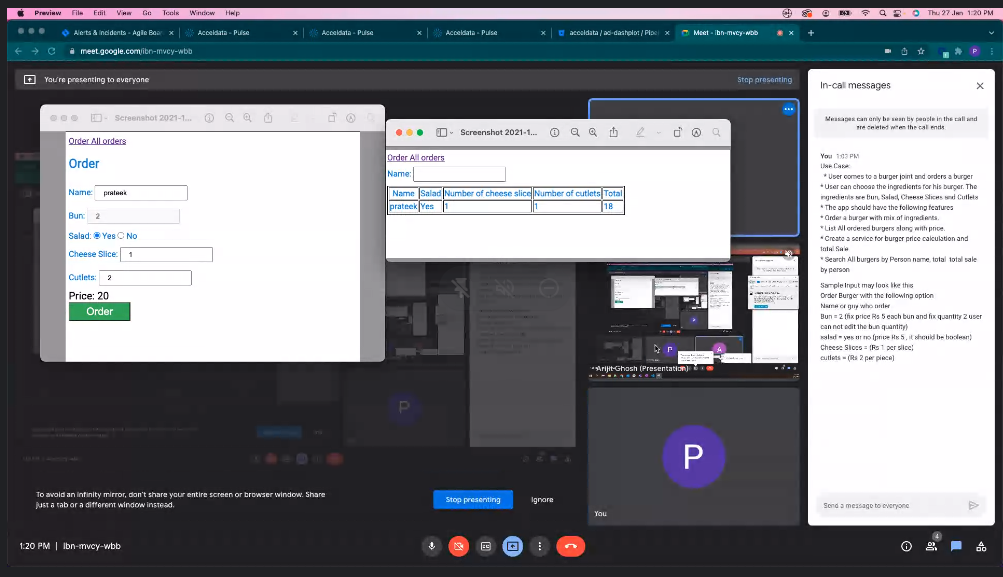 Preview File Edit View Go Tools Window Help
Thu 27 Jan 1:20 PM
Alerts & Incidents - Agile Boar
Acceldata - Pulse
Acceldata - Pulse
Acceldata - Pulse
acceldata / ad-dashplot / Piper
Meet - ibn-mvcy-wbb
meet.google.com/ibn-mvcy-wbb
P
You're presenting to everyone
Stop presenting
Screenshot 2021-1...
Order All orders
Order
Name: prateek
Bun: 2
Salad: Yes No
Cheese Slice: 1
Cutlets: 2
Price: 20
Order
Screenshot 2021-1...
Order All orders
Name:
Name Salad Number of cheese slice Number of cutlets Total
prateek Yes 1 1 18
P
P
A
Arijit Ghosh (Presentation)
P
You
To avoid an infinity mirror, don't share your entire screen or browser window. Share
just a tab or a different window instead.
Stop presenting
Ignore
In-call messages
Messages can only be seen by people in the call and
are deleted when the call ends
You 1:03 PM
Use Case:
* User comes to a burger joint and orders a
burger
* User can choose the ingredients for his burger. The
ingredients are Bun, Salad, Cheese Slices and Cutlets
* The app should have the following features
* Order a burger with mix of ingredients.
* List All ordered burgers along with price.
* Create a service for burger price calculation and
total Sale
* Search All burgers by Person name, total total sale
by person
Sample Input may look like this
Order Burger with the following option
Name or guy who order
Bun = 2 (fix price Rs 5 each bun and fix quantity 2 user
can not edit the bun quantity)
salad = yes or no (price Rs 5 , it should be boolean)
Cheese Slices = (Rs 1 per slice)
cutlets = (Rs 2 per piece)
Send a message to everyone
1:20 PM | ibn-mvcy-wbb
4